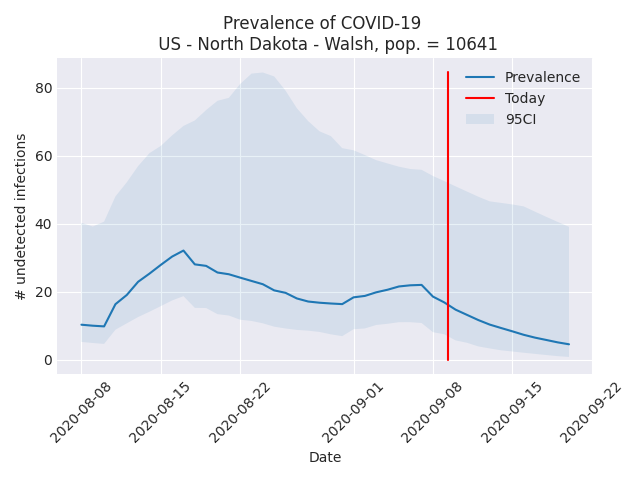 Prevalence of COVID-19
US - North Dakota - Walsh, pop. = 10641
Prevalence
Today
95CI
# undetected infections
80
60
40
20
0
2020-08-08
2020-08-15
2020-08-22
2020-09-01
2020-09-08
2020-09-15
2020-09-22
Date